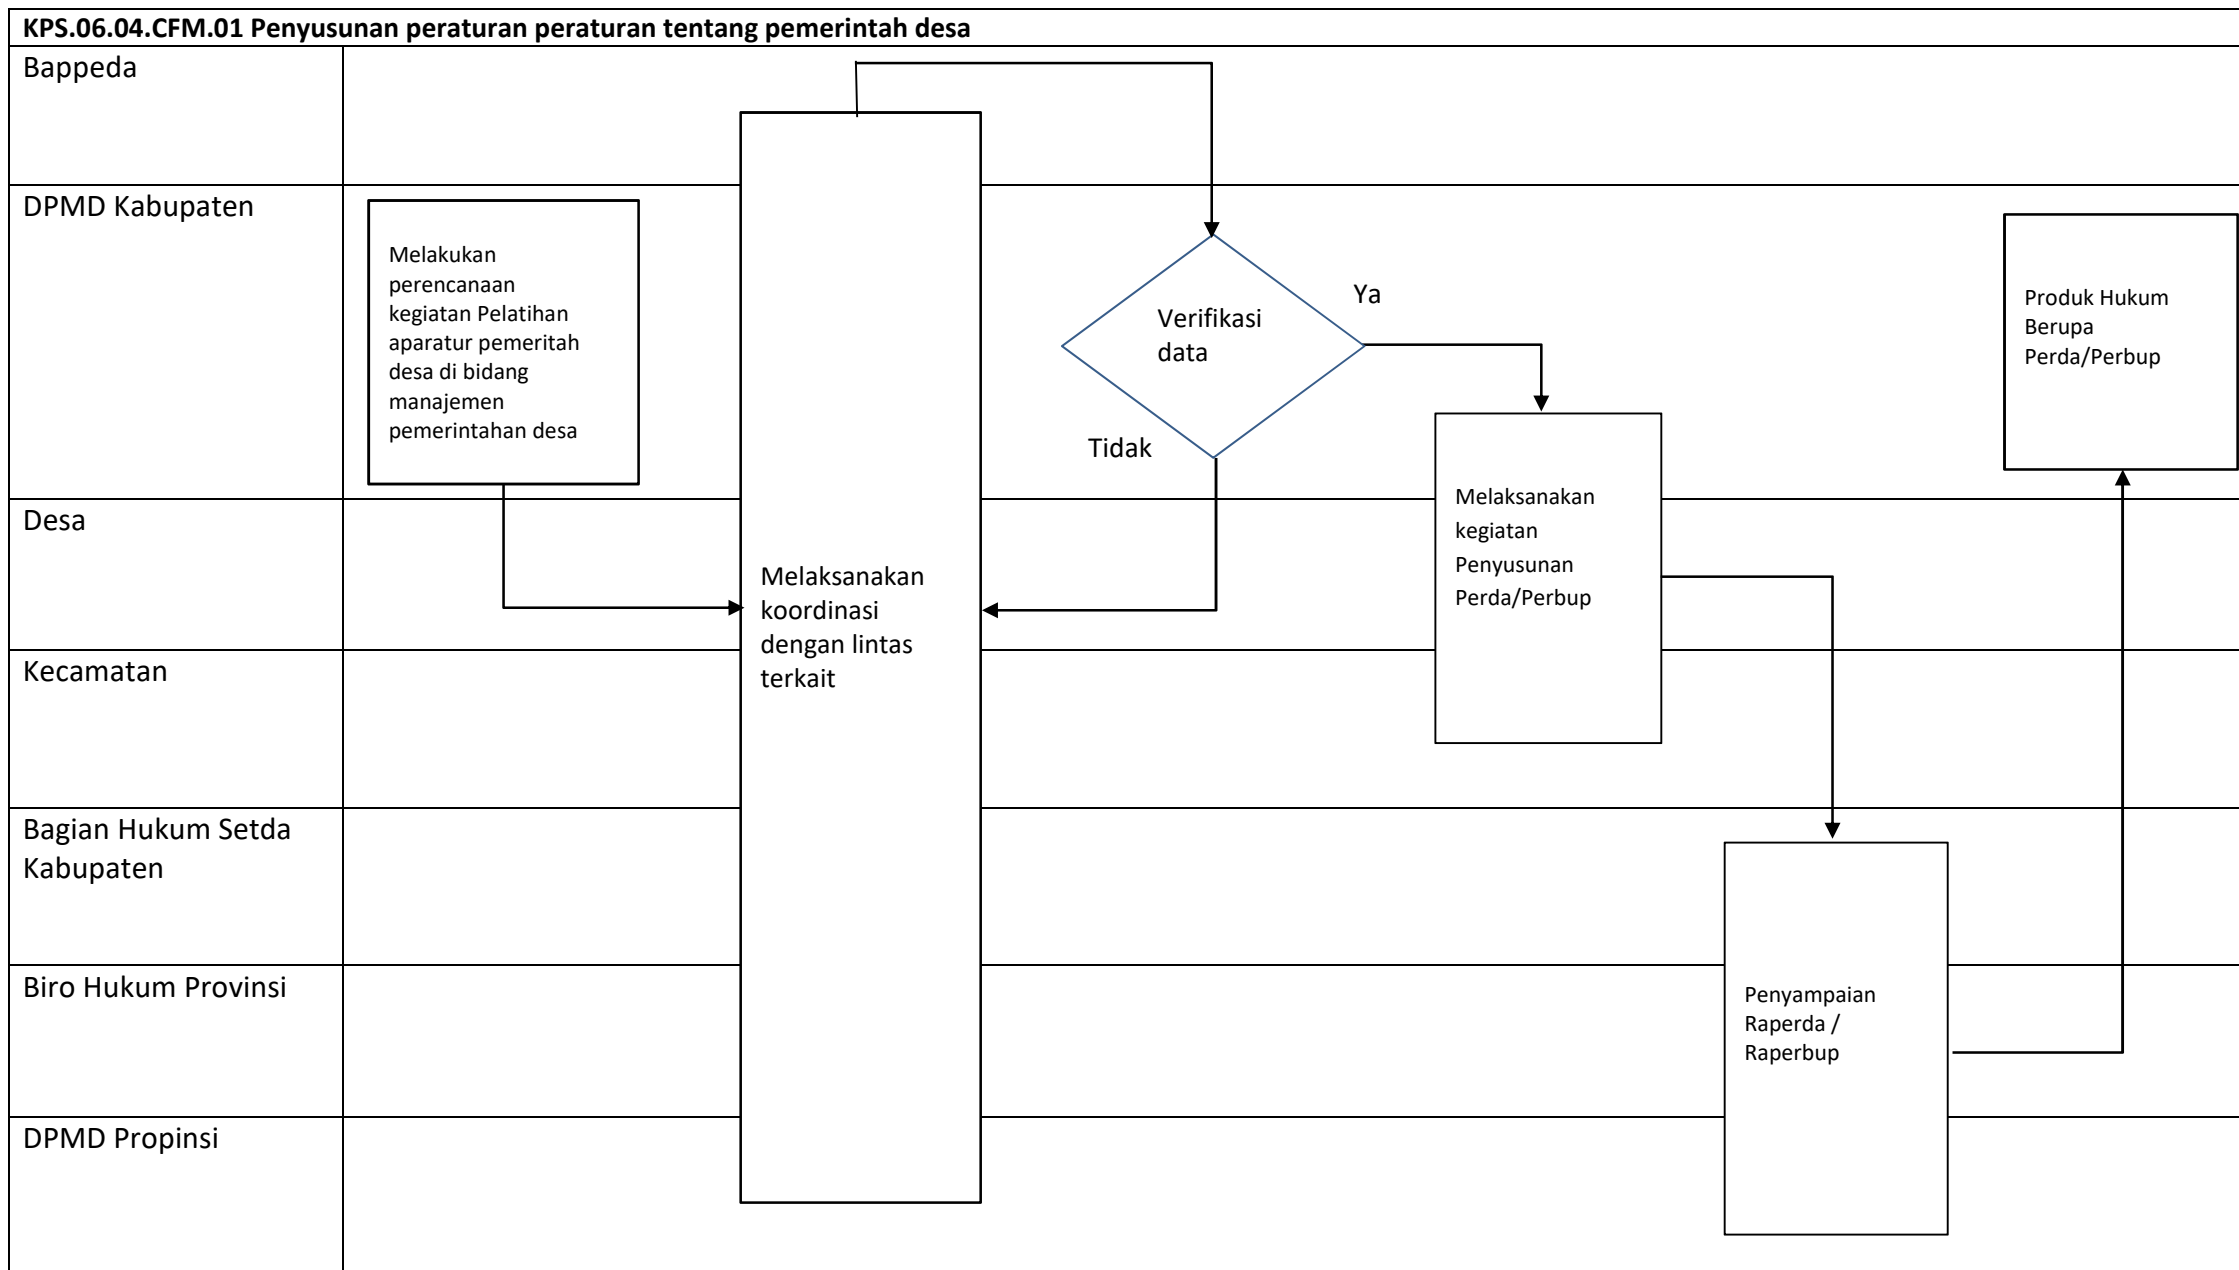 KPS.06.04.CFM.01 Penyusunan peraturan peraturan tentang pemerintah desa
Bappeda
DPMD Kabupaten
Melakukan
perencanaan
kegiatan Pelatihan
aparatur pemeritah
desa di bidang
manajemen
pemerintahan desa
Verifikasi
data
Ya
Tidak
Produk Hukum
Berupa
Perda/Perbup
Desa
Melaksanakan
koordinasi
dengan lintas
terkait
Melaksanakan
kegiatan
Penyusunan
Perda/Perbup
Kecamatan
Bagian Hukum Setda
Kabupaten
Biro Hukum Provinsi
Penyampaian
Raperda /
Raperbup
DPMD Propinsi